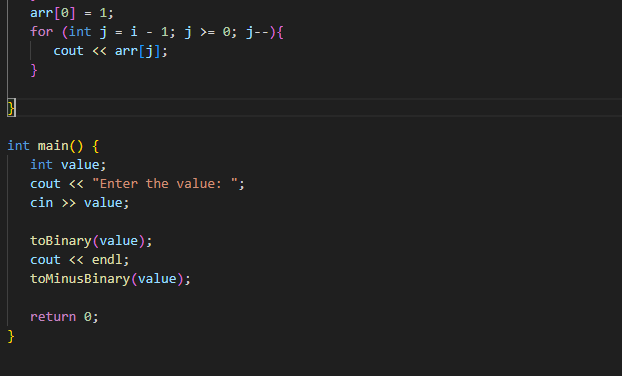 arr[0] = 1;
for (int j = i - 1; j >= 0; j--){
cout << arr[j];
}
}
int main() {
int value;
cout << "Enter the value: ";
cin >> value;
toBinary(value);
cout << endl;
toMinusBinary(value);
return 0;
}